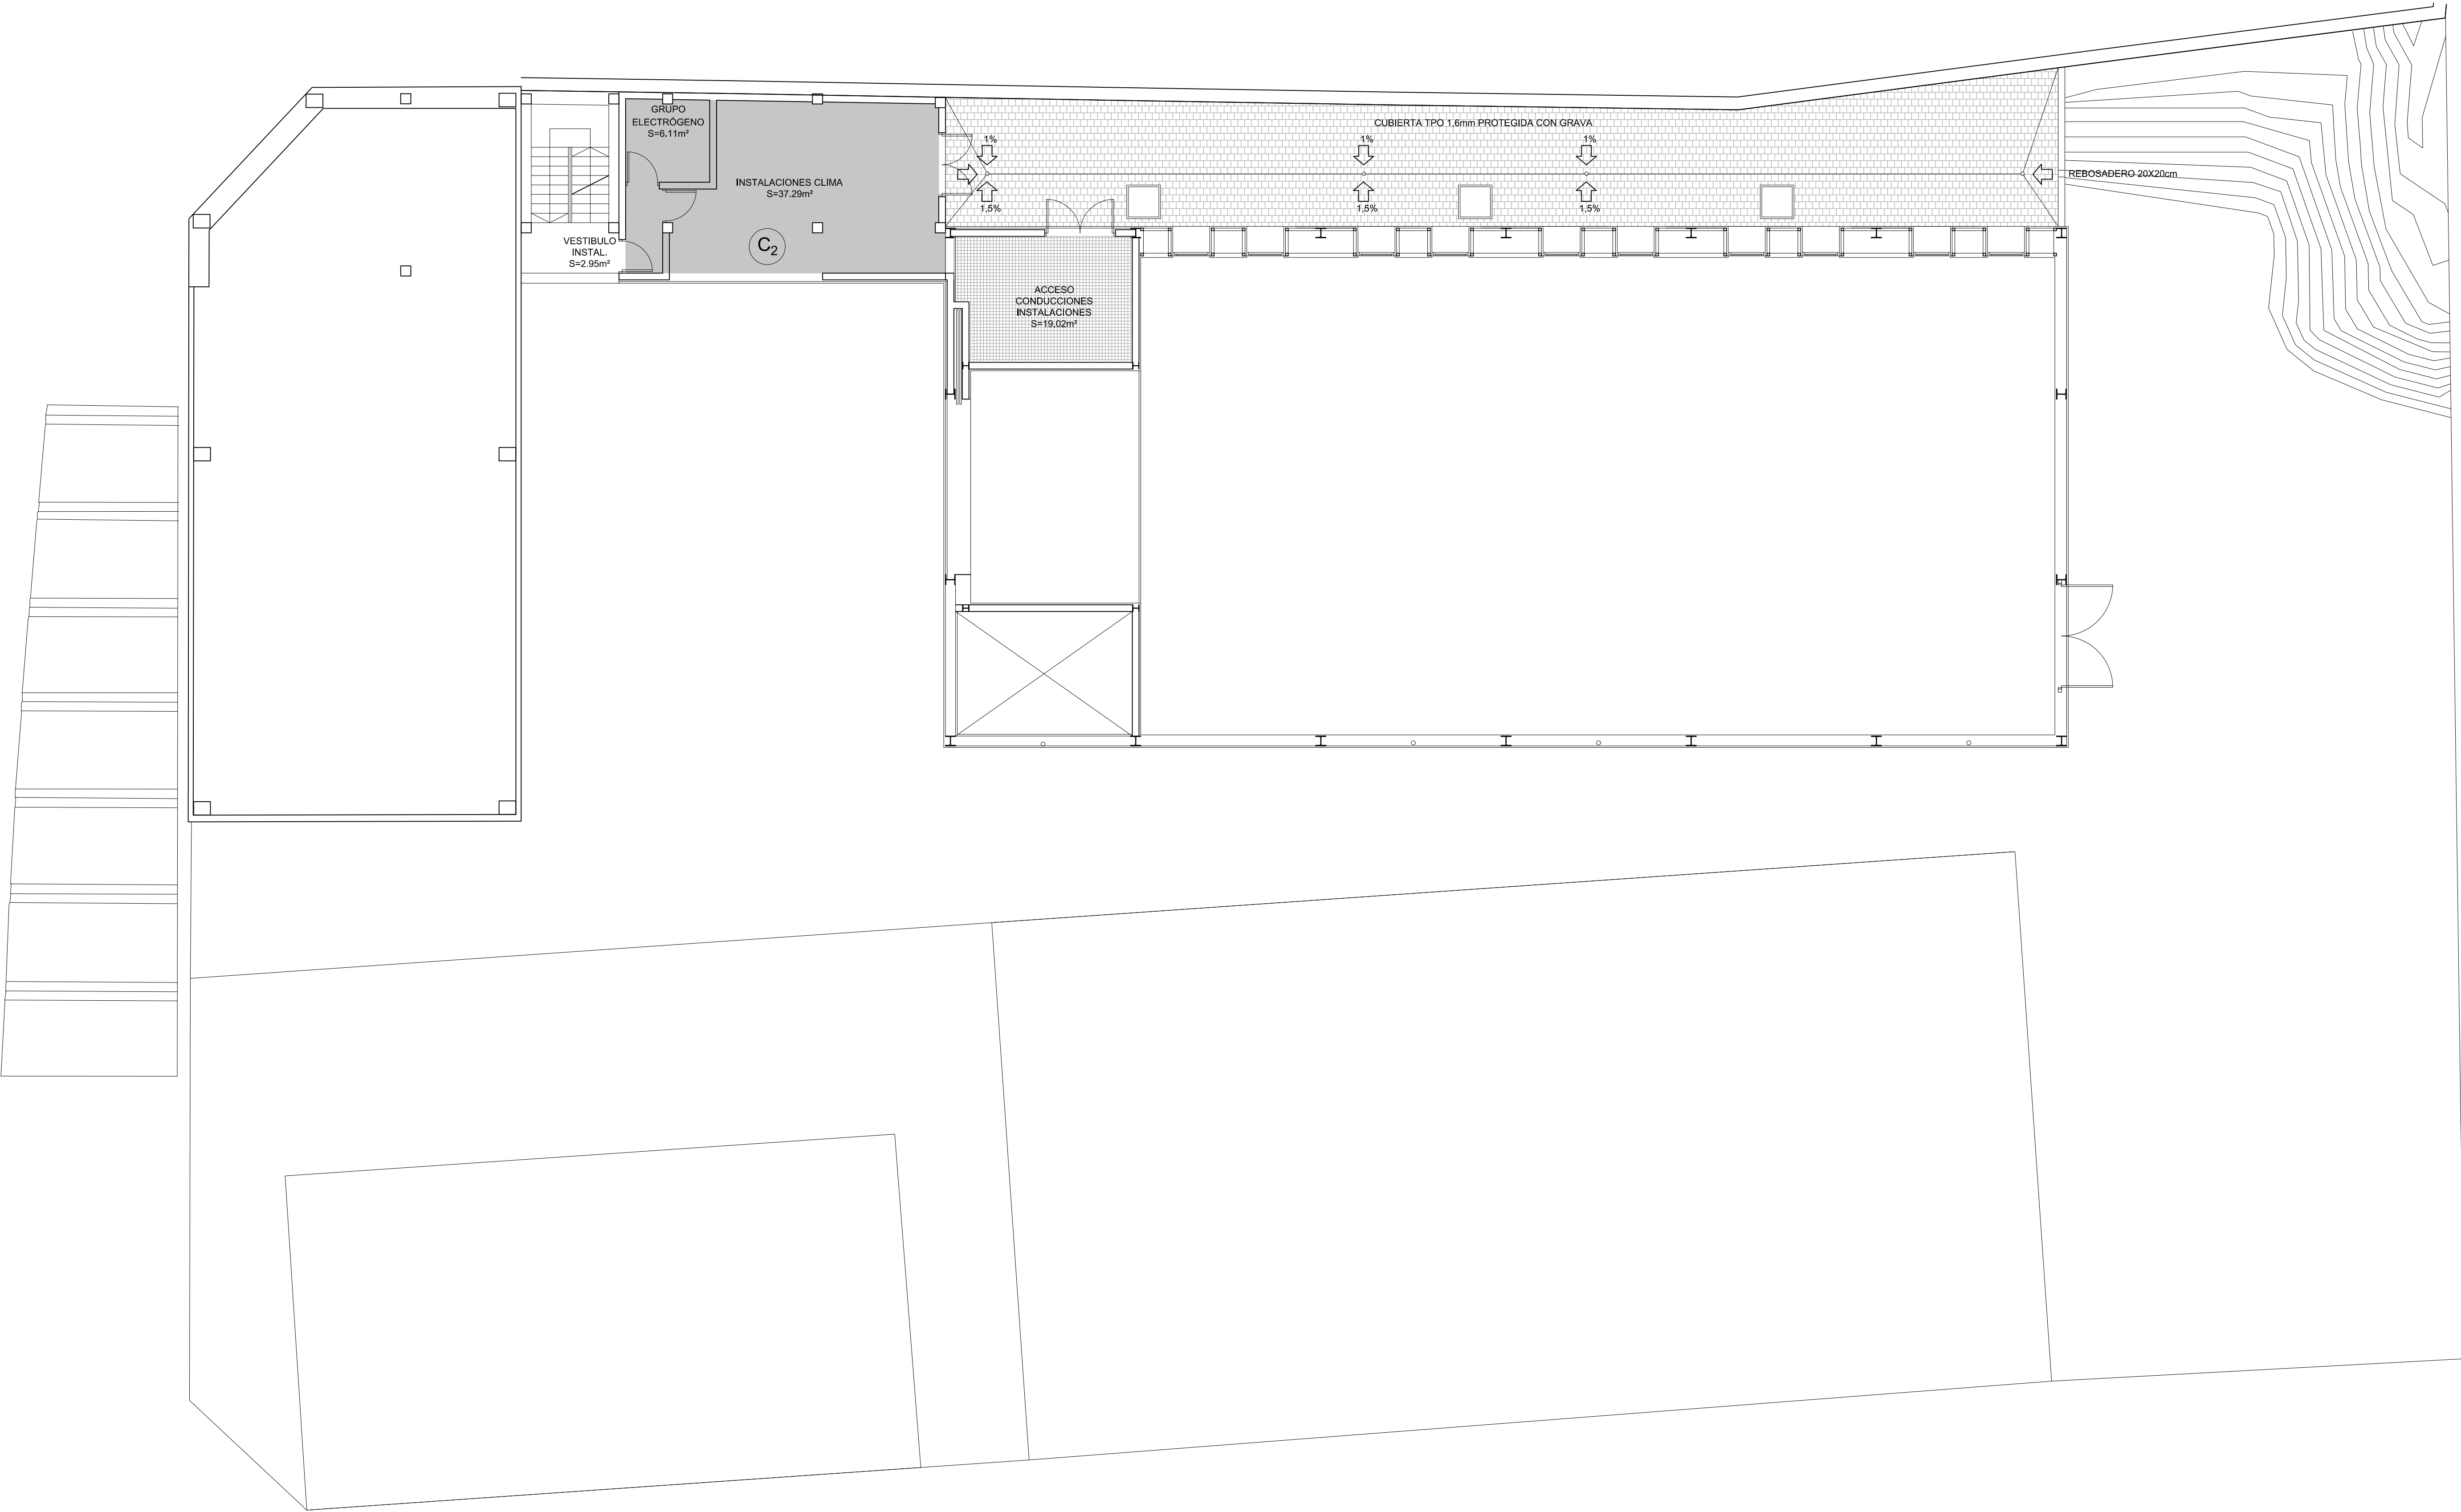 GRUPO
ELECTRÓGENO
S=6.11m²
INSTALACIONES CLIMA
S=37.29m²
VESTIBULO
INSTAL.
S=2.95m²
C₂
CUBIERTA TPO 1,6mm PROTEGIDA CON GRAVA
1%
1%
1%
1,5%
1,5%
1,5%
REBOSADERO 20X20cm
ACCESO
CONDUCCIONES
INSTALACIONES
S=19,02m²